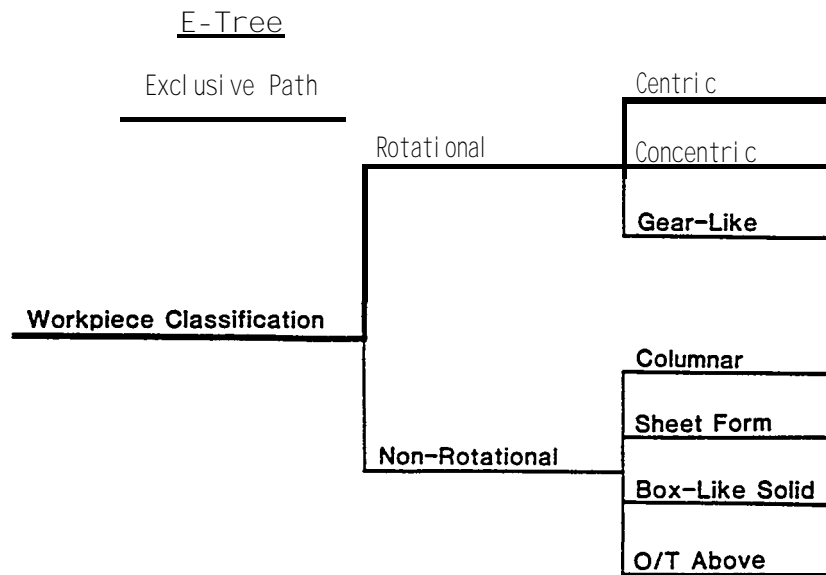 E-Tree
Exclusive Path
Centric
Rotational
Concentric
Gear-Like
Workpiece Classification
Columnar
Sheet Form
Non-Rotational
Box-Like Solid
O/T Above